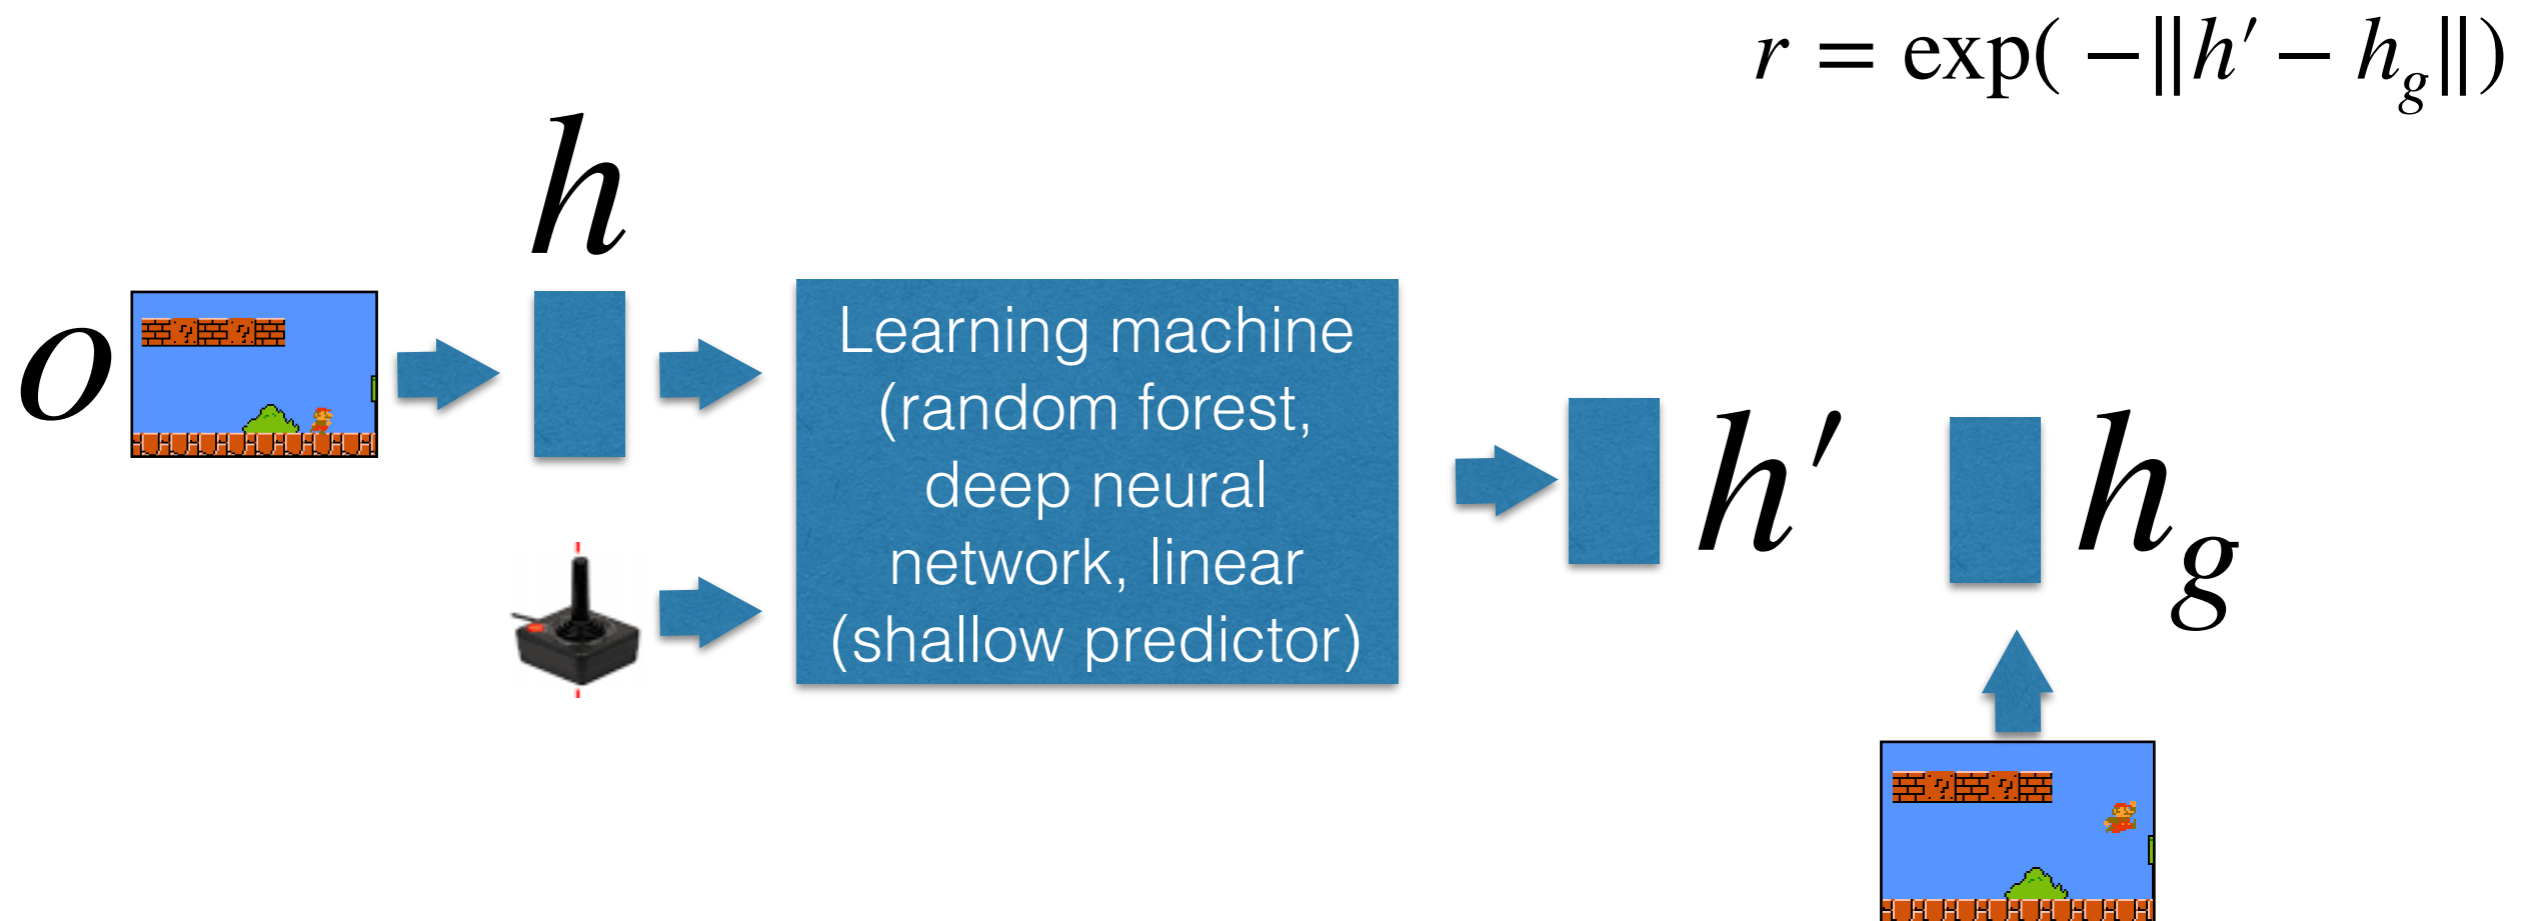 r = exp( −‖h′ − h_g‖)
h
o
Learning machine
(random forest,
deep neural
network, linear
(shallow predictor)
h′
h_g
? ?
? ?